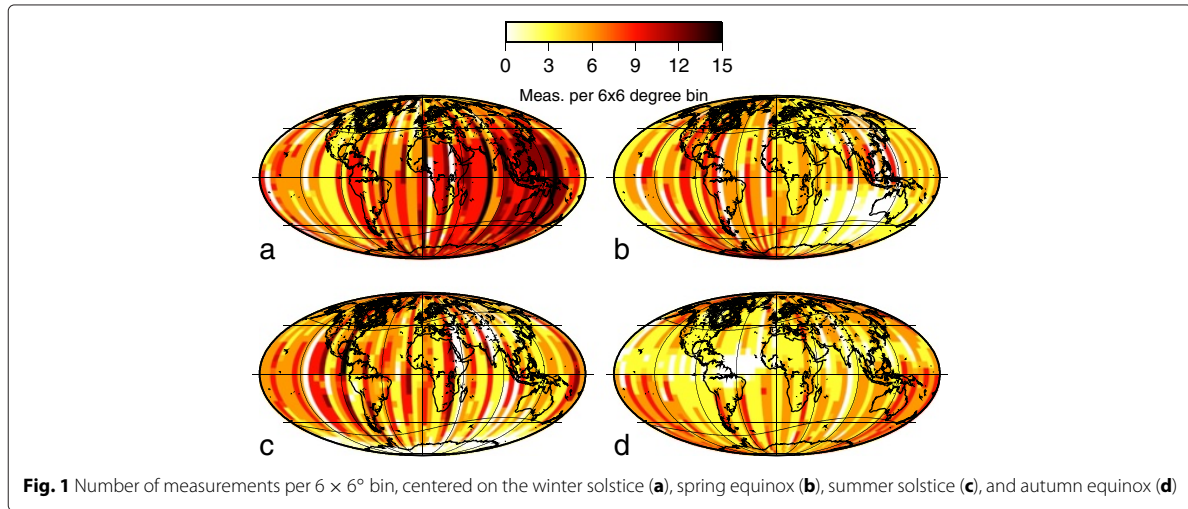 0 3 6 9 12 15
Meas. per 6x6 degree bin
a
b
c
d
Fig. 1 Number of measurements per 6 × 6° bin, centered on the winter solstice (a), spring equinox (b), summer solstice (c), and autumn equinox (d)